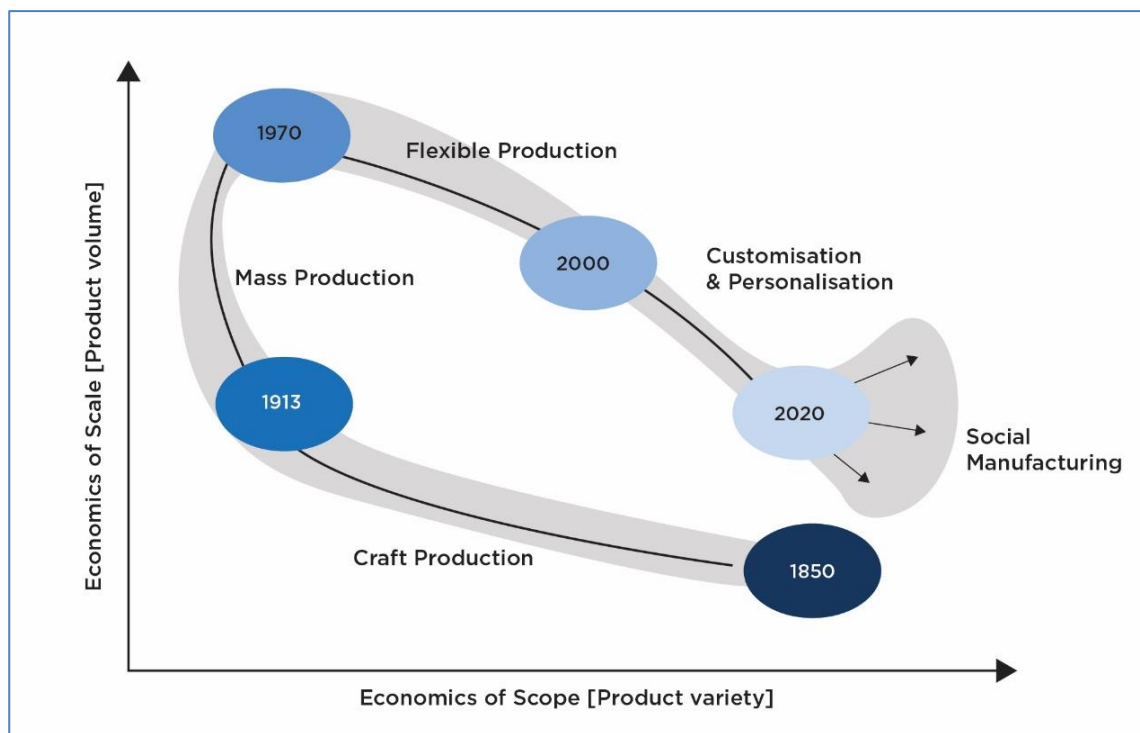 Economics of Scale [Product volume]
1970
Flexible Production
2000
Customisation
& Personalisation
Mass Production
1913
2020
Social
Manufacturing
Craft Production
1850
Economics of Scope [Product variety]